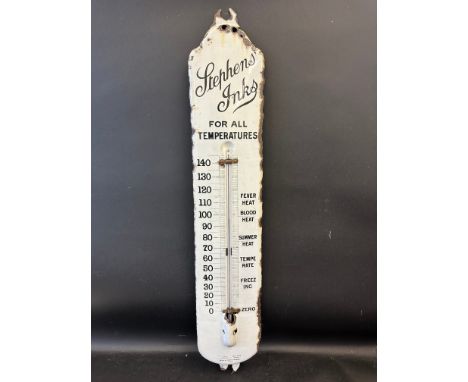 Stephens'
Inks
FOR ALL
TEMPERATURES
140
130
120
110
100
90
80
70
60
50
40
30
20
10
0
FEVER
HEAT
BLOOD
HEAT
SUMMER
HEAT
TEMPE
RATE
FREEZ
ING
ZERO